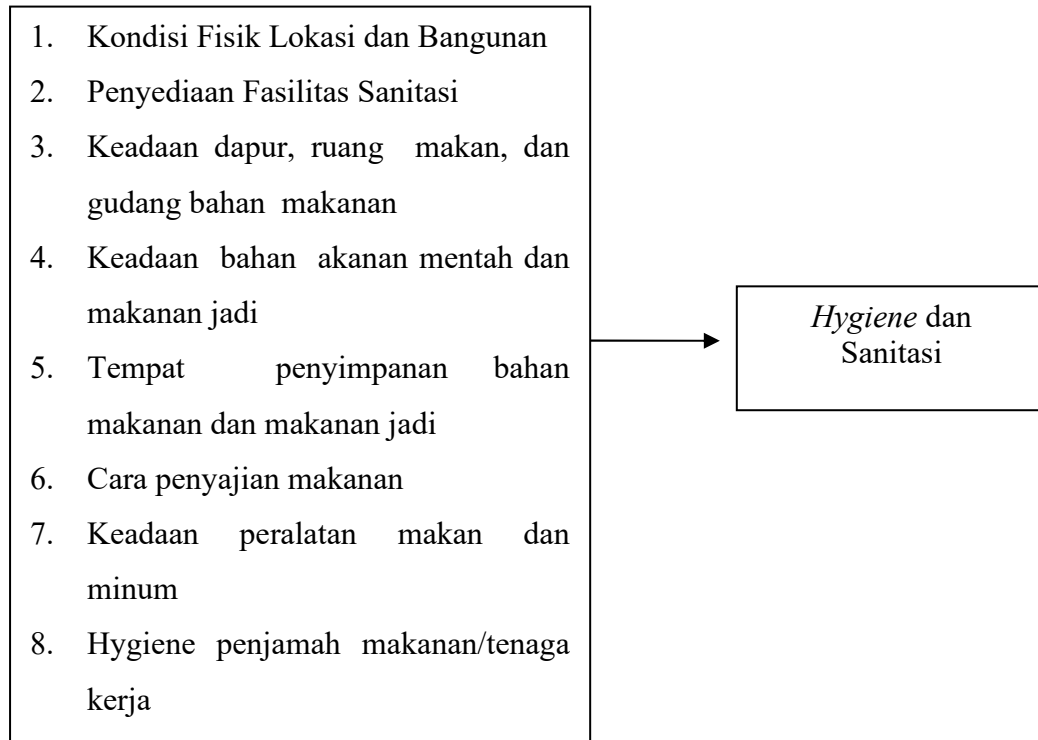 1. Kondisi Fisik Lokasi dan Bangunan
2. Penyediaan Fasilitas Sanitasi
3. Keadaan dapur, ruang makan, dan
gudang bahan makanan
4. Keadaan bahan akanan mentah dan
makanan jadi
5. Tempat penyimpanan bahan
makanan dan makanan jadi
6. Cara penyajian makanan
7. Keadaan peralatan makan dan
minum
8. Hygiene penjamah makanan/tenaga
kerja
Hygiene dan
Sanitasi